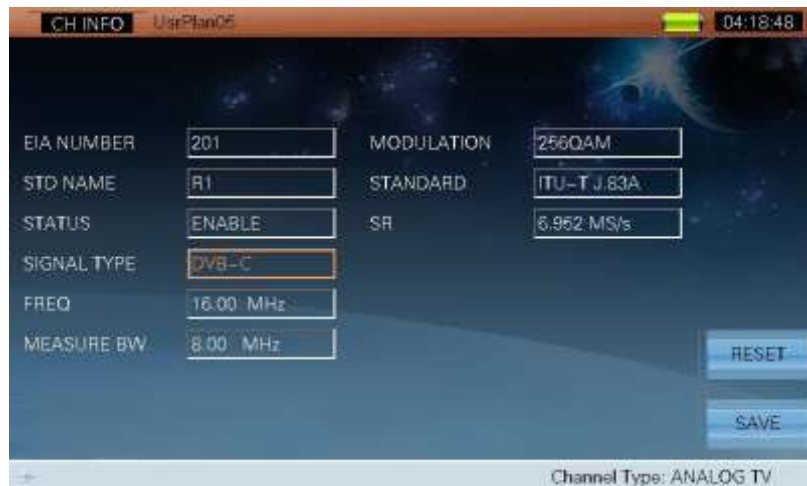 CH INFO UsrPlan05 04:18:48
EIA NUMBER 201 MODULATION 256QAM
STD NAME R1 STANDARD ITU-T J.83A
STATUS ENABLE SR 6.952 MS/s
SIGNAL TYPE DVB-C
FREQ 16.00 MHz
MEASURE BW 8.00 MHz
RESET
SAVE
Channel Type: ANALOG TV